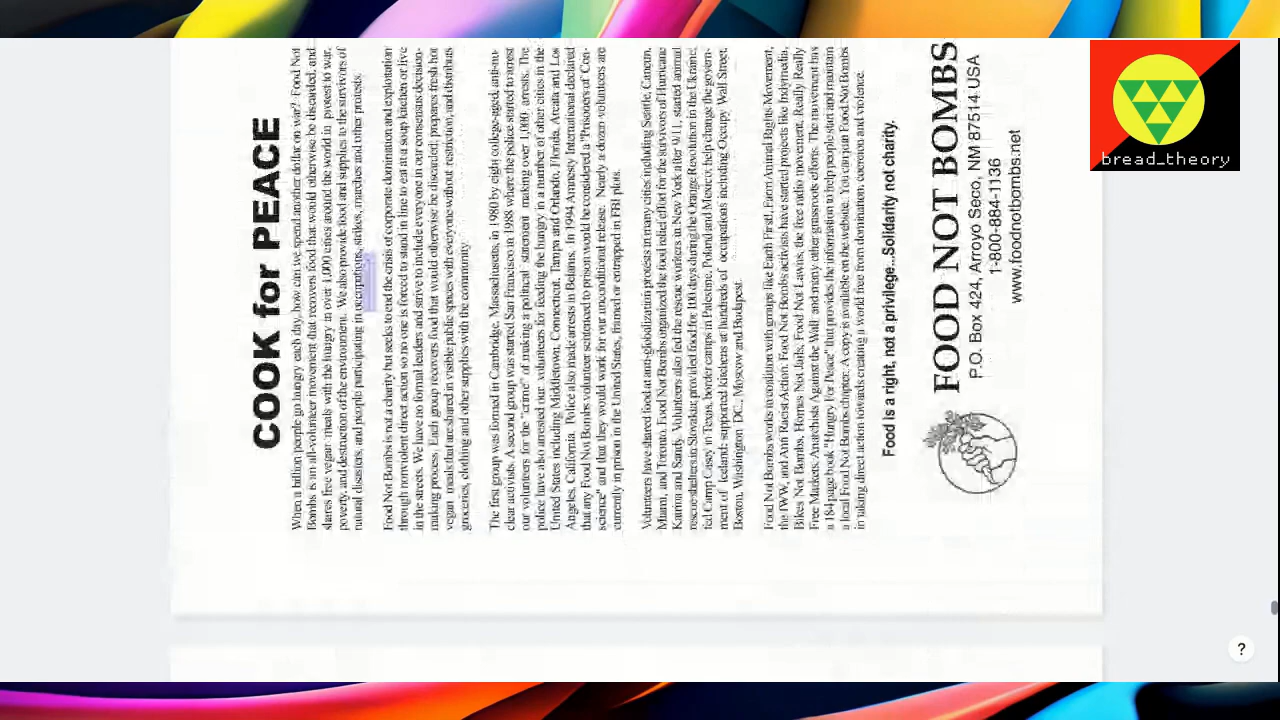 COOK for PEACE
When a billion people go hungry each day, how can we spend another dollar on war? Food Not
Bombs is an all-volunteer movement that recovers food that would otherwise be discarded, and
shares free vegan meals with the hungry in over 1,000 cities around the world in protest to war,
poverty, and destruction of the environment. We also provide food and supplies to the survivors of
natural disasters, and people participating in occupations, strikes, marches and other protests.
Food Not Bombs is not a charity but seeks to end the crisis of corporate domination and exploitation
through nonviolent direct action so no one is forced to stand in line to eat at a soup kitchen or live
in the streets. We have no formal leaders and strive to include everyone in our consensus decision-
making process. Each group recovers food that would otherwise be discarded; prepares fresh hot
vegan meals that are shared in visible public spaces with everyone without restriction, and distributs
groceries, clothing and other supplies with the community.
The first group was formed in Cambridge, Massachusetts, in 1980 by eight college-aged, anti-nu-
clear activists. A second group was started San Francisco in 1988 where the police started to arrest
our volunteers for the "crime" of making a political statement making over 1,000 arrests. The
police have also arrested our volunteers for feeding the hungry in a number of other cities in the
United States including Middletown, Connecticut, Tampa and Orlando, Florida, Arcata and Los
Angeles, California. Police also made arrests in Belarus. In 1994 Amnesty International declared
that any Food Not Bombs volunteer sentenced to prison would be considered a "Prisoners of Con-
science" and that they would work for our unconditional release. Nearly a dozen volunteers are
currently in prison in the United States, framed or entrapped in FBI plots.
Volunteers have shared food at anti-globalization protests in many cities including Seattle, Cancun,
Miami, and Toronto. Food Not Bombs organized the food relief effort for the survivors of Hurricane
Katrina and Sandy. Volunteers also fed the rescue workers in New York after 9/11, started animal
rescue shelters in Slovakia; provided food for 100 days during the Orange Revolution in the Ukraine;
fed Camp Casey in Texas, border camps in Palestine, Poland and Mexico; help change the govern-
ment of Iceland; supported kitchens at hundreds of occupations including Occupy Wall Street,
Boston, Washington DC., Moscow and Budapest.
Food Not Bombs works in coalition with groups like Earth First!, Farm Animal Rights Movement,
the IWW, and Anti Racist Action. Food Not Bombs activists have started projects like Indymedia,
Bikes Not Bombs, Homes Not Jails, Food Not Lawns, the free radio movement, Really Really
Free Markets, Anarchists Against the Wall; and many other grassroots efforts. The movement has
a 184 page book "Hungry For Peace" that provides the information to help people start and maintain
a local Food Not Bombs chapter. A copy is available on the website. You can join Food Not Bombs
in taking direct action towards creating a world free from domination, coercion and violence.
Food is a right, not a privilege...Solidarity not charity.
FOOD NOT BOMBS
P.O. Box 424, Arroyo Seco, NM 87514 USA
1-800-884-1136
www.foodnotbombs.net
bread_theory
?